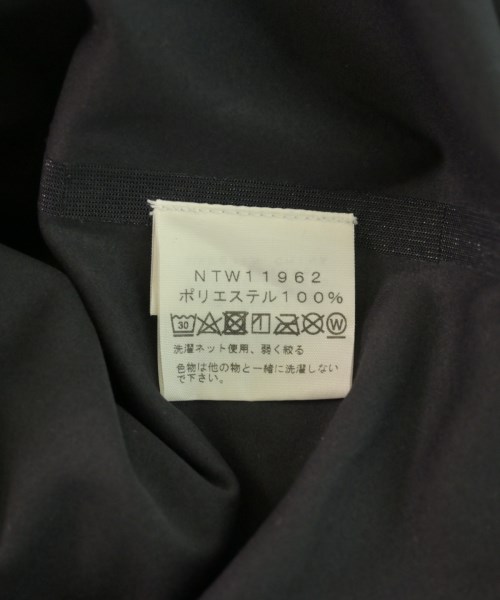 NTW11962
ポリエステル100%
30 W
洗濯ネット使用、弱く絞る
色物は他の物と一緒に洗濯しない
で下さい。